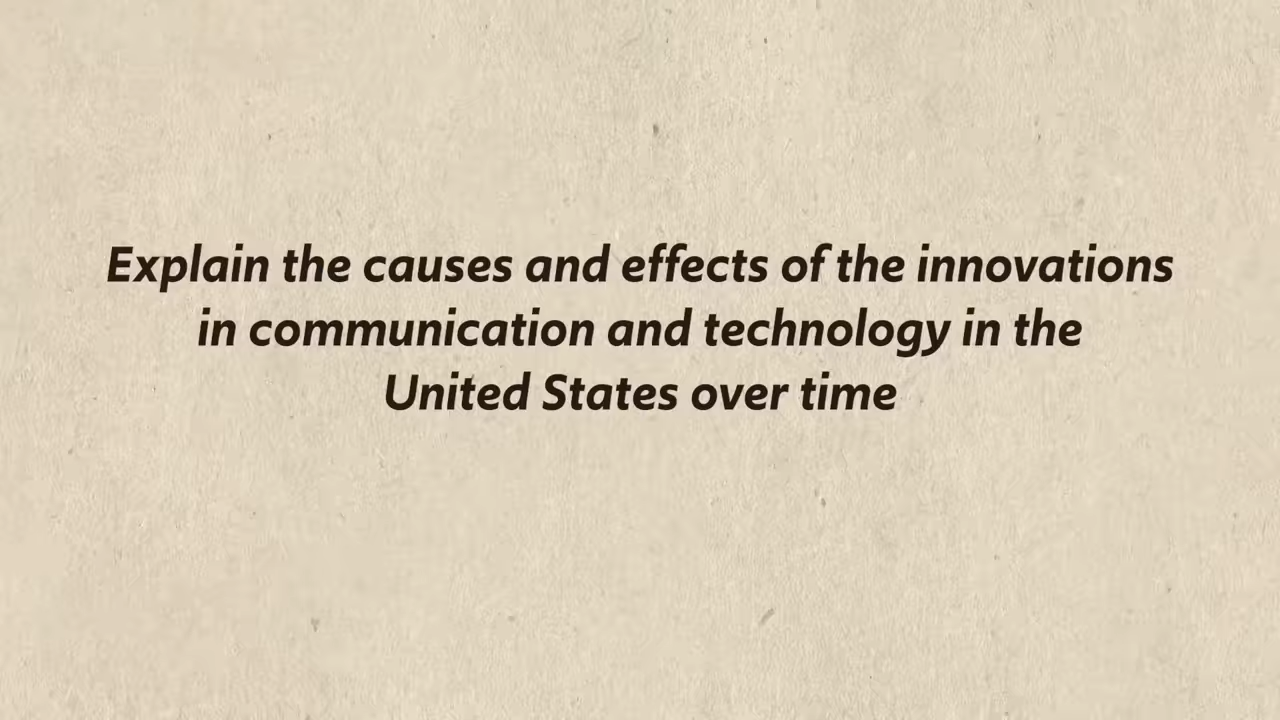 Explain the causes and effects of the innovations
in communication and technology in the
United States over time